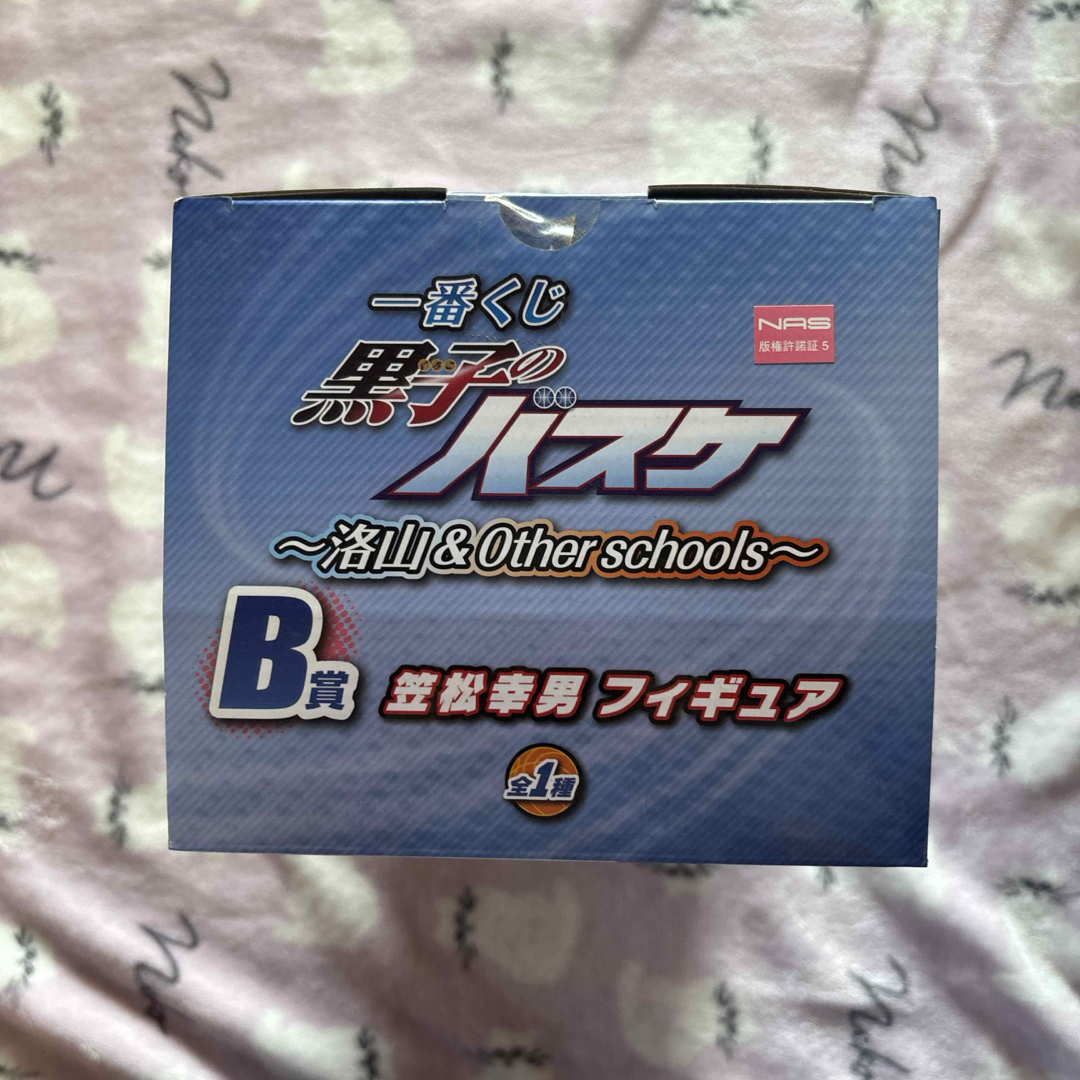 一番くじ
NAS
版権許諾証 5
黒子の
バスケ
～洛山&Other schools～
B賞
笠松幸男 フィギュア
全1種